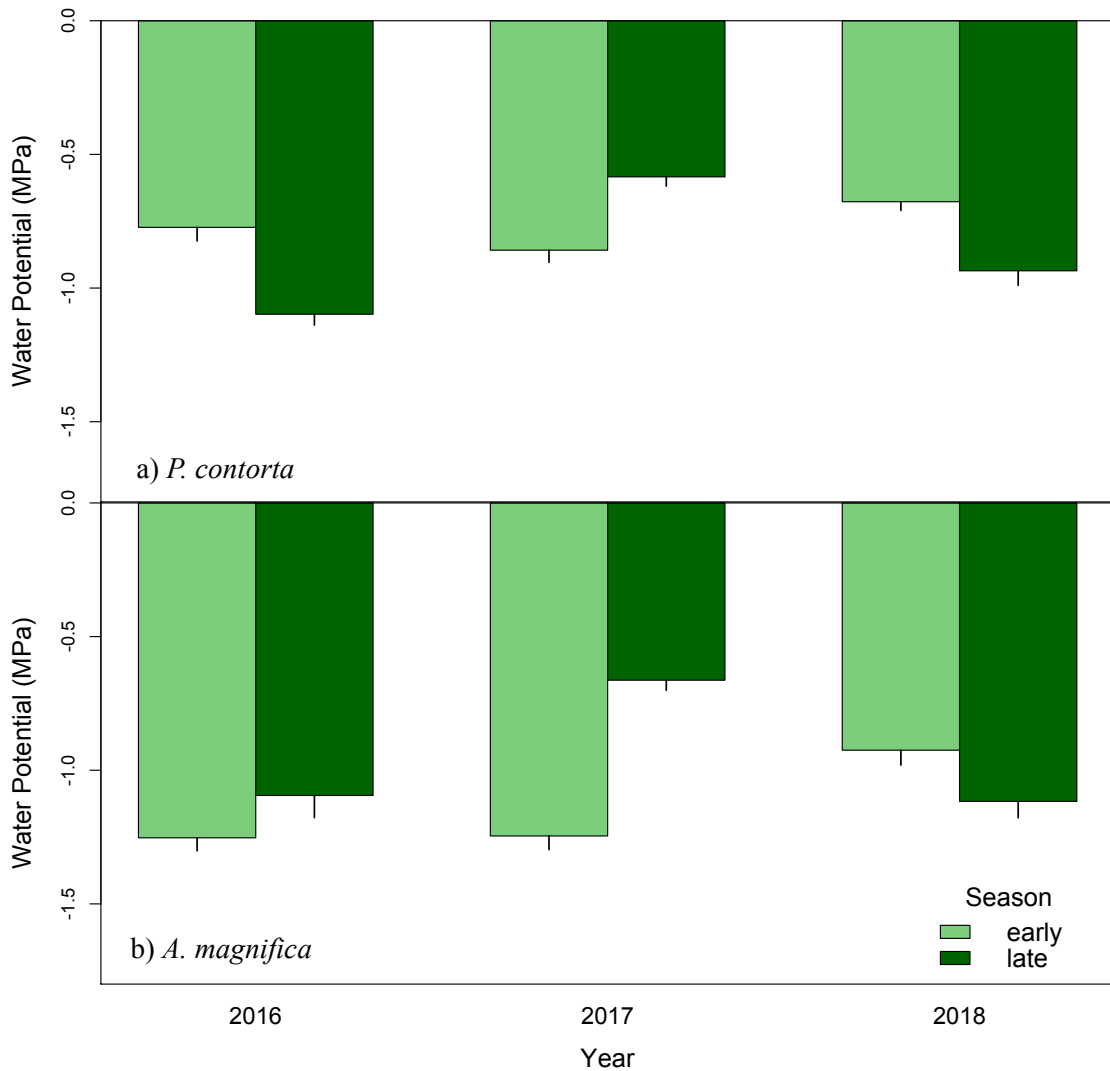 0.0
-0.5
-1.0
-1.5
Water Potential (MPa)
a) P. contorta
0.0
-0.5
-1.0
-1.5
Water Potential (MPa)
b) A. magnifica
Season
early
late
2016 2017 2018
Year